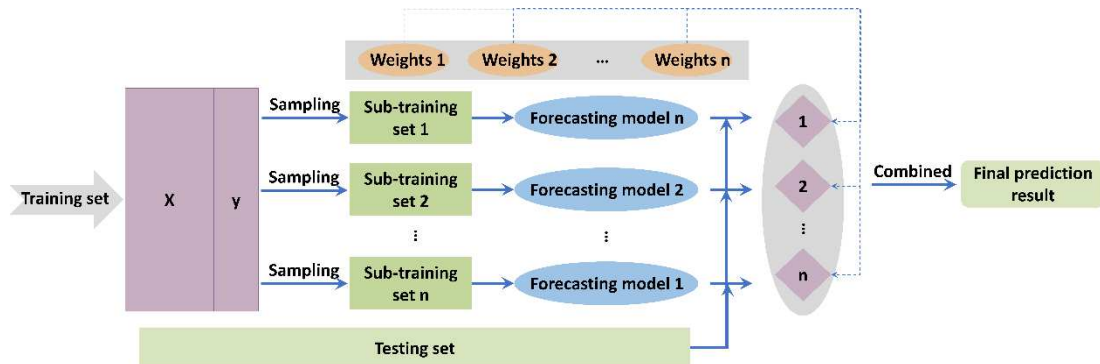 Weights 1 Weights 2 ... Weights n
Sampling
Sub-training
set 1
Forecasting model n
1
Training set
X y
Sampling
Sub-training
set 2
Forecasting model 2
2
Combined
Final prediction
result
⋮ ⋮ ⋮
Sampling
Sub-training
set n
Forecasting model 1
n
Testing set